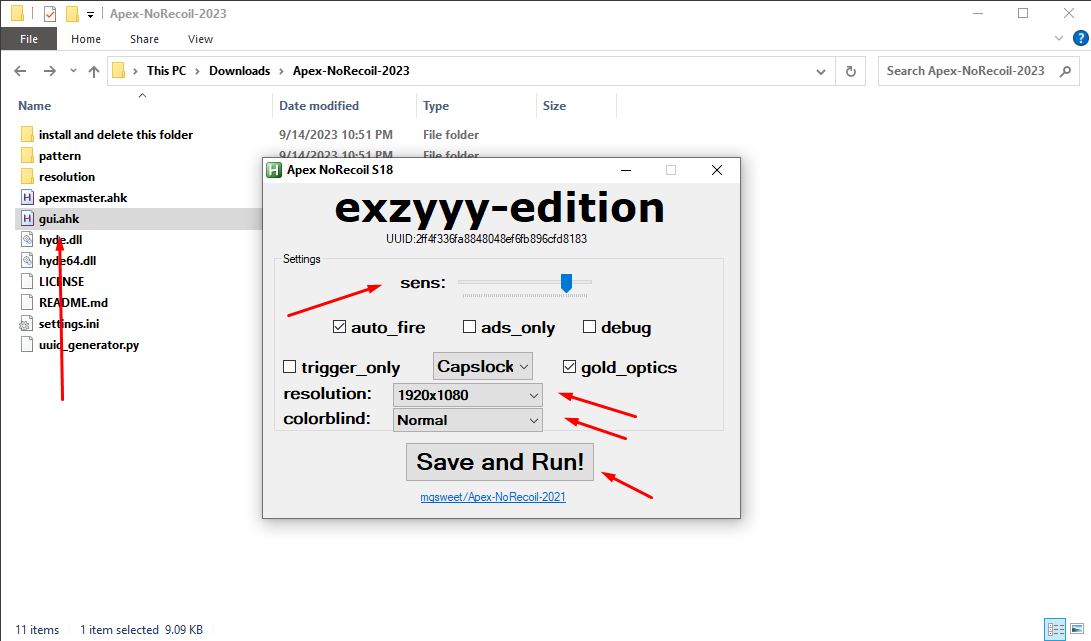 Apex-NoRecoil-2023
File Home Share View
This PC Downloads Apex-NoRecoil-2023 Search Apex-NoRecoil-2023
Name Date modified Type Size
install and delete this folder 9/14/2023 10:51 PM File folder
pattern 9/14/2023 10:51 PM File folder
resolution
apexmaster.ahk
gui.ahk
hyde.dll
hyde64.dll
LICENSE
README.md
settings.ini
uuid_generator.py
Apex NoRecoil S18
exzyyy-edition
UUID:2ff4f336fa8848048ef6fb896cfd8183
Settings
sens:
auto_fire ads_only debug
trigger_only Capslock gold_optics
resolution: 1920x1080
colorblind: Normal
Save and Run!
mgsweet/Apex-NoRecoil-2021
11 items 1 item selected 9.09 KB